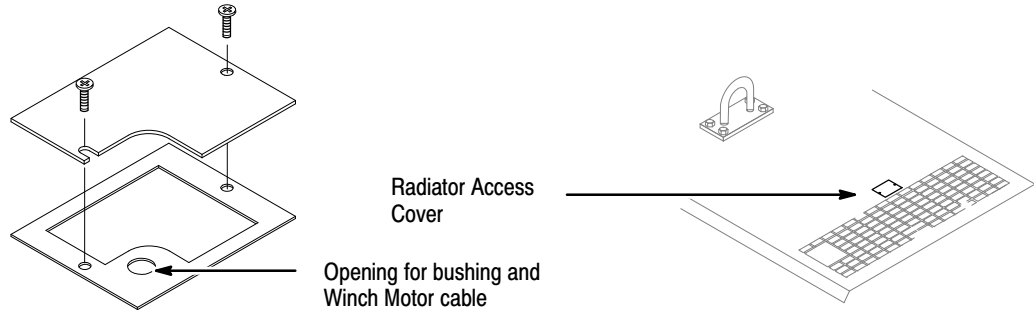 Radiator Access
Cover
Opening for bushing and
Winch Motor cable